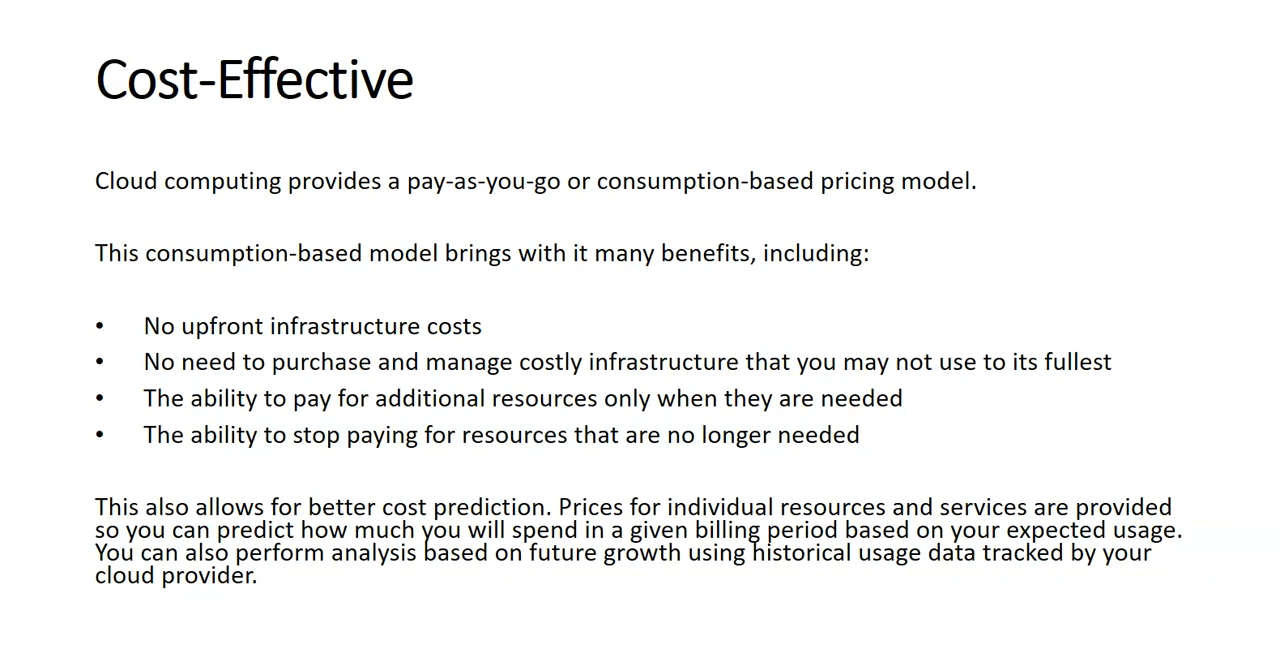 Cost-Effective
Cloud computing provides a pay-as-you-go or consumption-based pricing model.
This consumption-based model brings with it many benefits, including:
• No upfront infrastructure costs
• No need to purchase and manage costly infrastructure that you may not use to its fullest
• The ability to pay for additional resources only when they are needed
• The ability to stop paying for resources that are no longer needed
This also allows for better cost prediction. Prices for individual resources and services are provided
so you can predict how much you will spend in a given billing period based on your expected usage.
You can also perform analysis based on future growth using historical usage data tracked by your
cloud provider.